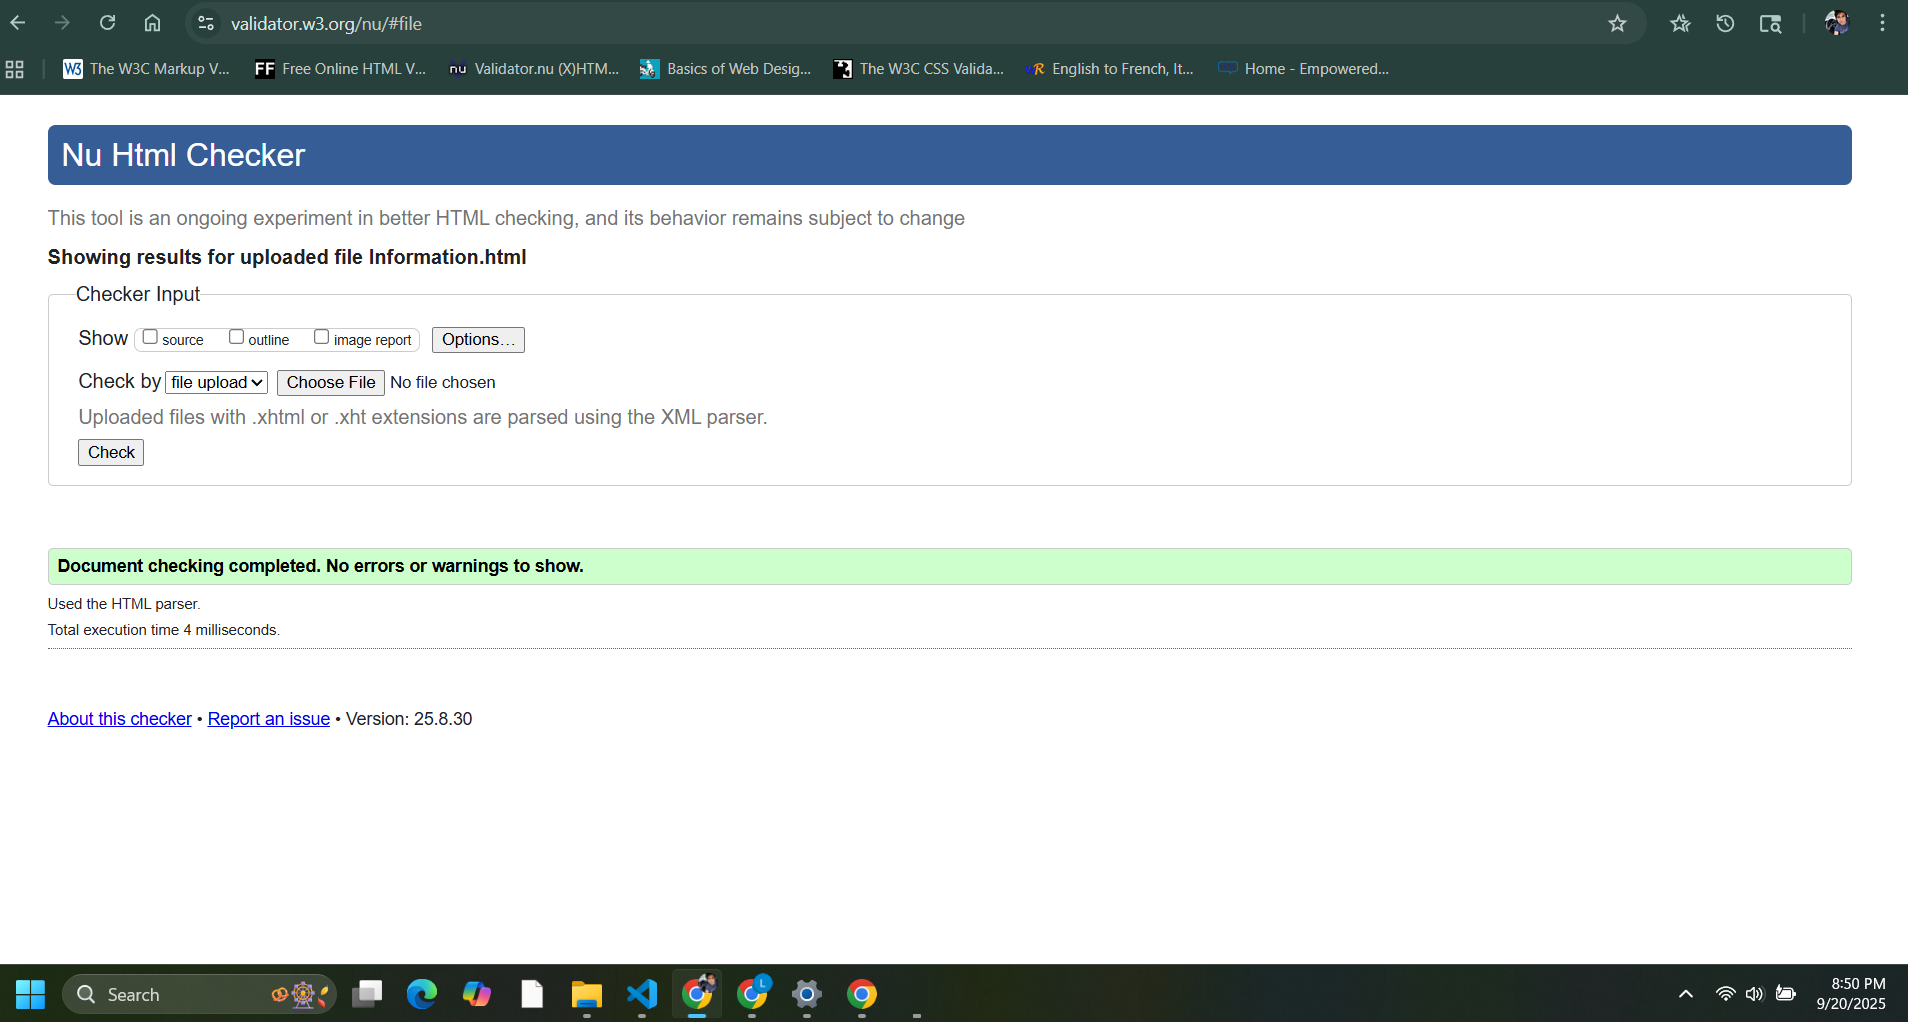 validator.w3.org/nu/#file
The W3C Markup V...
Free Online HTML V...
Validator.nu (X)HTM...
Basics of Web Desig...
The W3C CSS Valida...
English to French, It...
Home - Empowered...
Nu Html Checker
This tool is an ongoing experiment in better HTML checking, and its behavior remains subject to change
Showing results for uploaded file Information.html
Checker Input
Show source outline image report Options...
Check by file upload Choose File No file chosen
Uploaded files with .xhtml or .xht extensions are parsed using the XML parser.
Check
Document checking completed. No errors or warnings to show.
Used the HTML parser.
Total execution time 4 milliseconds.
About this checker • Report an issue • Version: 25.8.30
Search
L
8:50 PM
9/20/2025